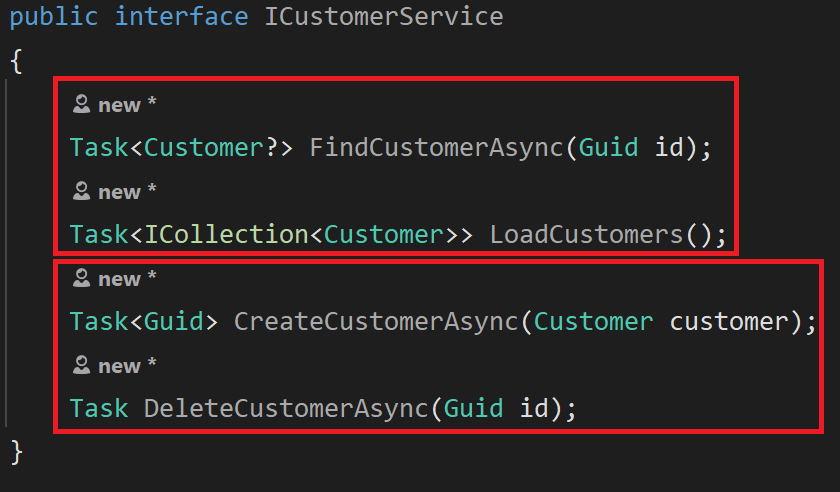 public interface ICustomerService
{
new *
Task<Customer?> FindCustomerAsync(Guid id);
new *
Task<ICollection<Customer>> LoadCustomers();
new *
Task<Guid> CreateCustomerAsync(Customer customer);
new *
Task DeleteCustomerAsync(Guid id);
}